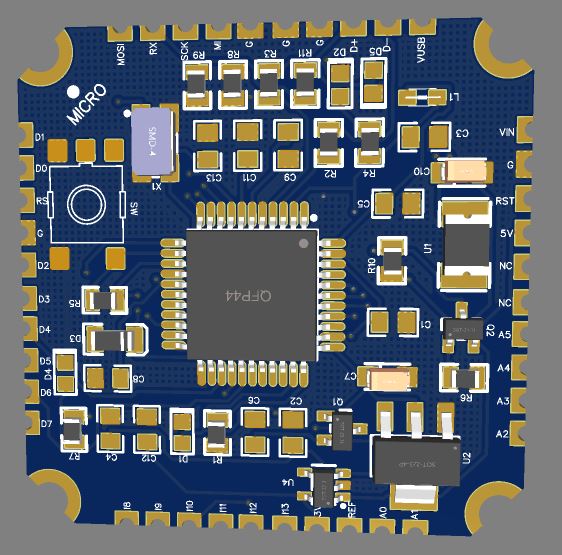 MOSI
RX
SCK
MI
G
G
G
D+
D-
VUSB
R9
R8
R3
R11
D2
D5
L1
MICRO
D1
D0
RS
G
D2
D3
D4
D5
D6
D7
SMD-4
X1
SW
C13
C11
C9
R2
R4
C3
C10
C5
U1
R10
C1
Q2
C7
R6
VIN
G
RST
5V
NC
NC
A5
A4
A3
A2
QFP44
R5
D3
D4
C8
R7
C4
C12
D1
R1
C6
C2
Q1
U4
U2
I8
I9
I10
I11
I12
I13
3V
REF
A0
A1